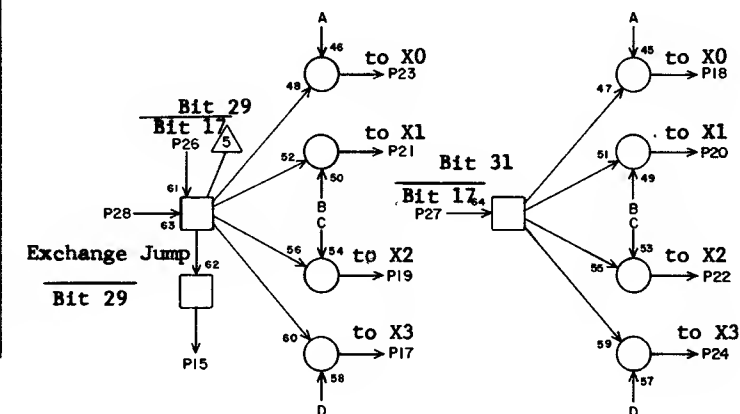 A
46
to X0
P23
48
Bit 29
Bit 17
5
P26
52
to X1
P21
50
61
P28
63
B
C
Exchange Jump
62
56
54
to X2
P19
Bit 29
60
to X3
P17
58
P15
D
A
45
to X0
P18
47
51
to X1
P20
49
Bit 31
Bit 17
64
P27
B
C
55
53
to X2
P22
59
to X3
P24
57
D